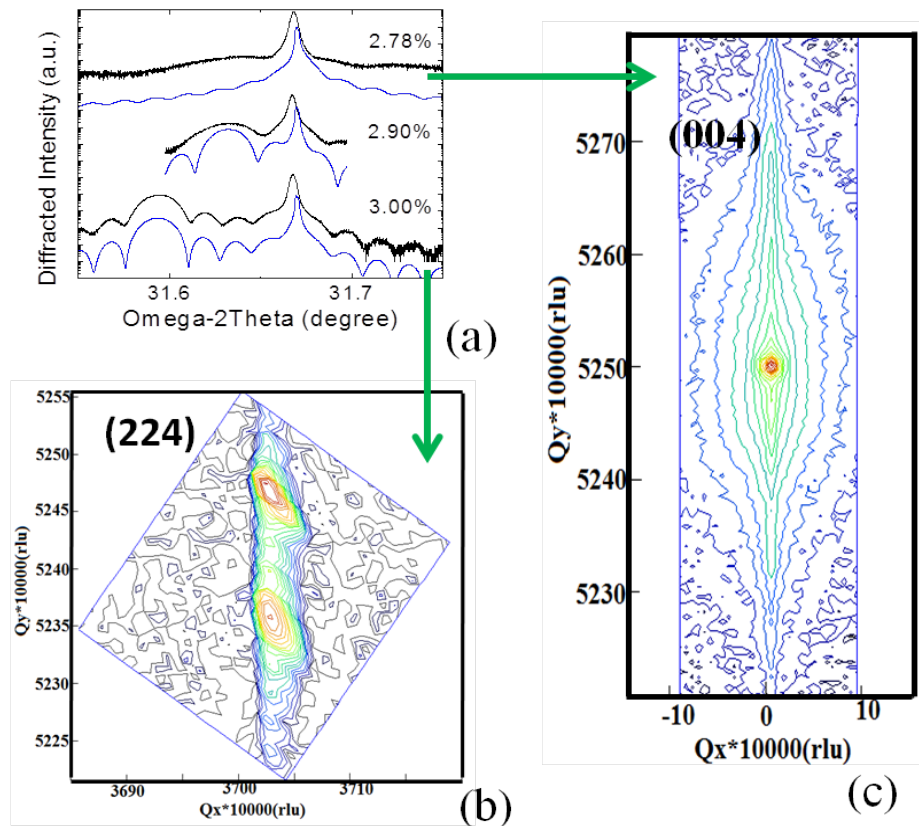 Diffracted Intensity (a.u.)
2.78%
2.90%
3.00%
31.6 31.7
Omega-2Theta (degree)
(a)
(224)
Qy*10000(rlu)
5255
5250
5245
5240
5235
5230
5225
3690 3700 3710
Qx*10000(rlu)
(b)
(004)
Qy*10000(rlu)
5270
5260
5250
5240
5230
-10 0 10
Qx*10000(rlu)
(c)